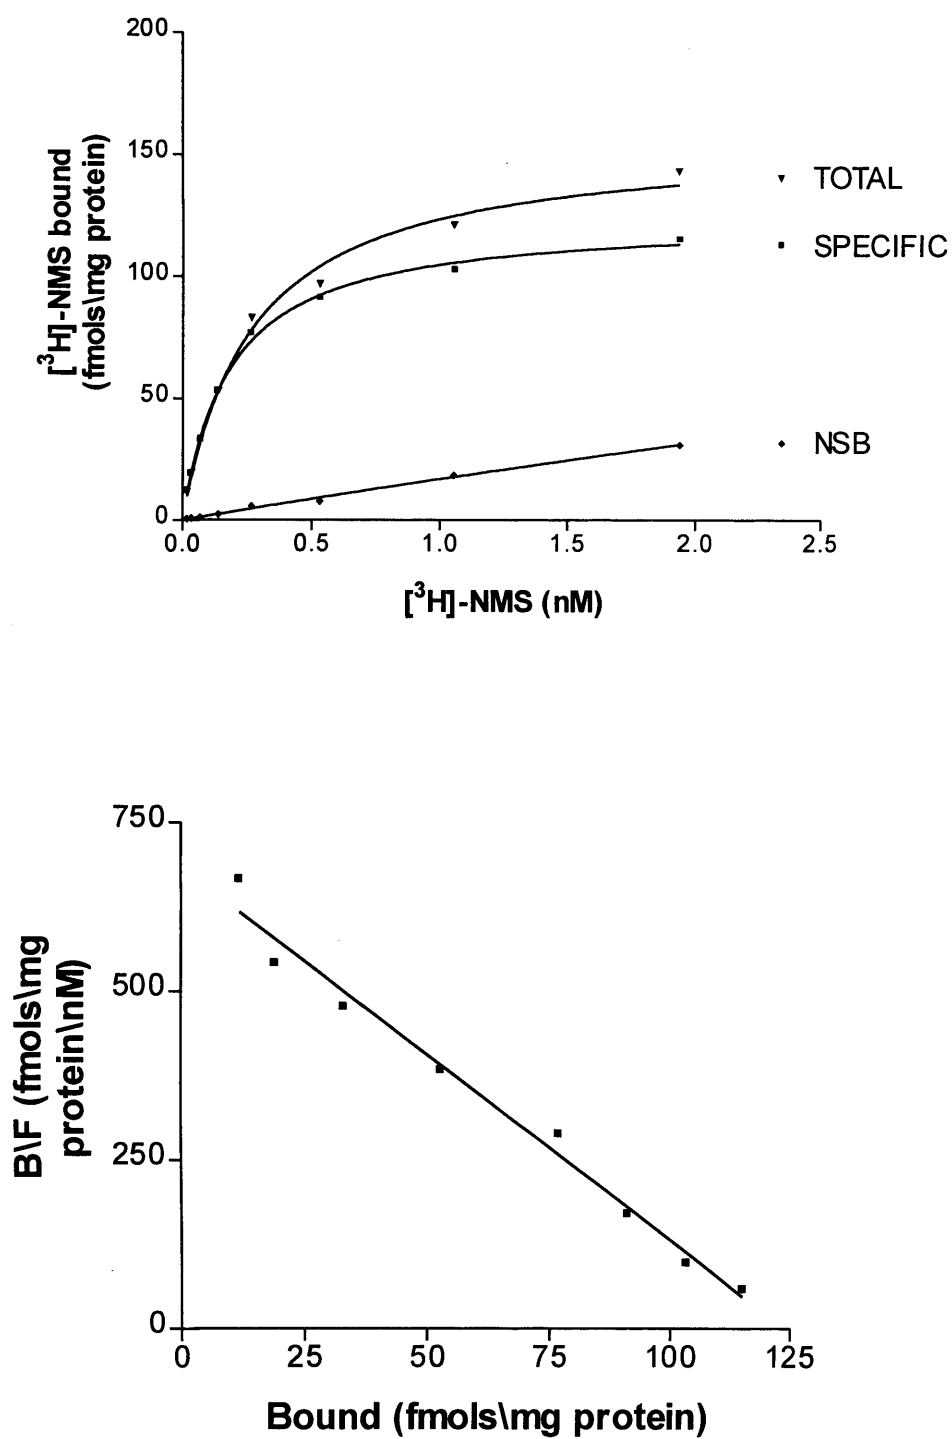 200
150
100
50
0
[³H]-NMS bound
(fmols\mg protein)
TOTAL
SPECIFIC
NSB
0.0 0.5 1.0 1.5 2.0 2.5
[³H]-NMS (nM)
750
500
250
0
B\F (fmols\mg
protein\nM)
0 25 50 75 100 125
Bound (fmols\mg protein)